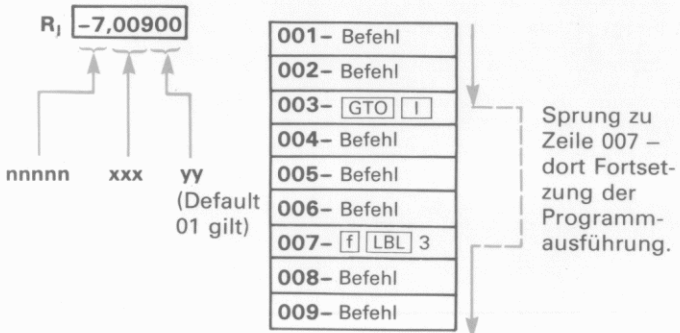 R_I -7,00900
nnnnn xxx yy
(Default
01 gilt)
001– Befehl
002– Befehl
003– GTO I
004– Befehl
005– Befehl
006– Befehl
007– f LBL 3
008– Befehl
009– Befehl
Sprung zu
Zeile 007 –
dort Fortset-
zung der
Programm-
ausführung.